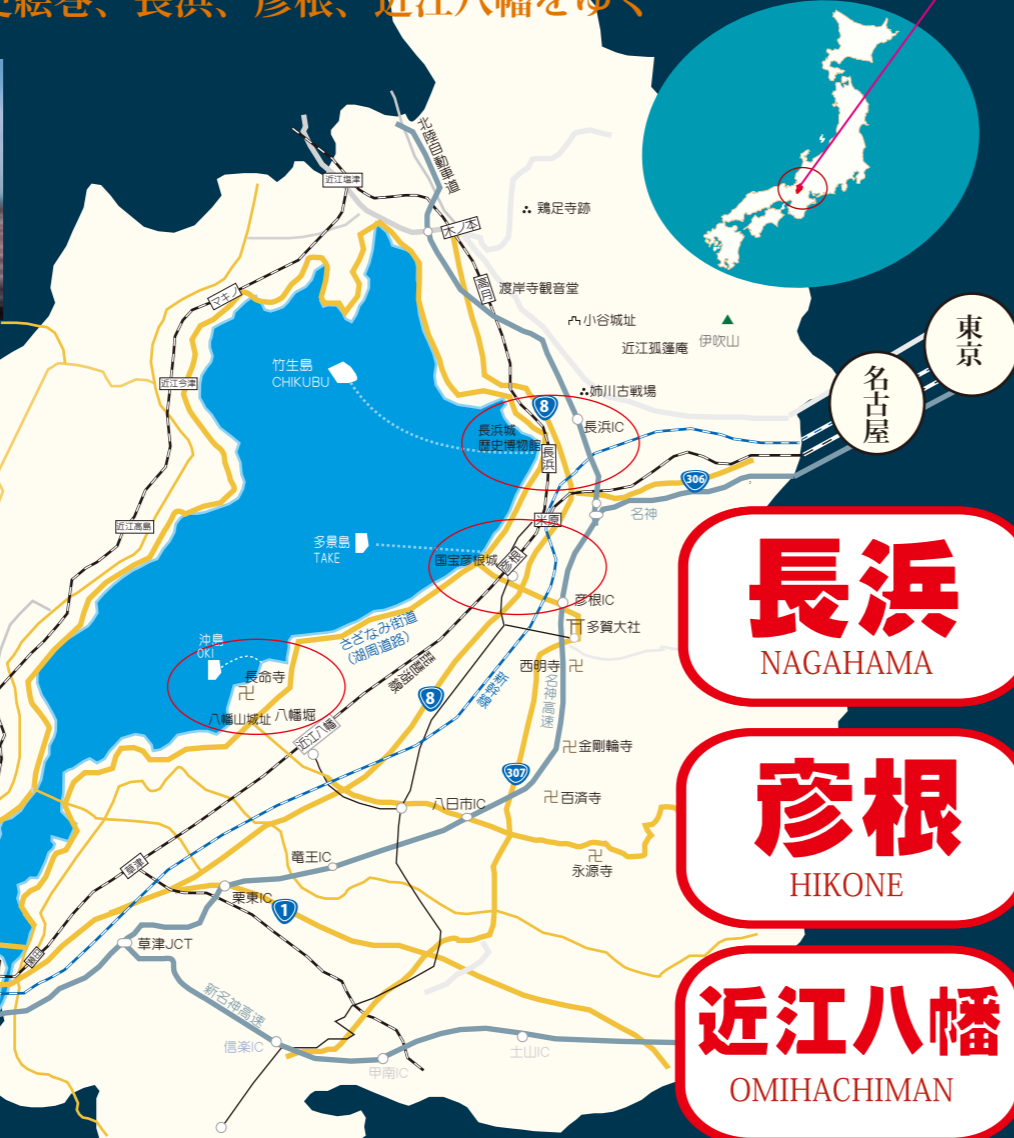 史絵巻、長浜、彦根、近江八幡をゆく
北陸自動車道
近江塩津
鶏足寺跡
木ノ本
マキノ
高月
渡岸寺観音堂
小谷城址
近江孤篷庵
伊吹山
東京
名古屋
竹生島
CHIKUBU
近江今津
姉川古戦場
8
長浜IC
長浜城
歴史博物館
長浜
306
名神
米原
近江高島
多景島
TAKE
国宝彦根城
彦根
彦根IC
多賀大社
さざなみ街道
(湖周道路)
琵琶湖線
沖島
OKI
長命寺
八幡山城址
八幡堀
近江八幡
8
新幹線
西明寺
名神高速
金剛輪寺
307
百済寺
八日市IC
永源寺
竜王IC
草津
栗東IC
1
草津JCT
新名神高速
信楽IC
甲南IC
土山IC
長浜
NAGAHAMA
彦根
HIKONE
近江八幡
OMIHACHIMAN